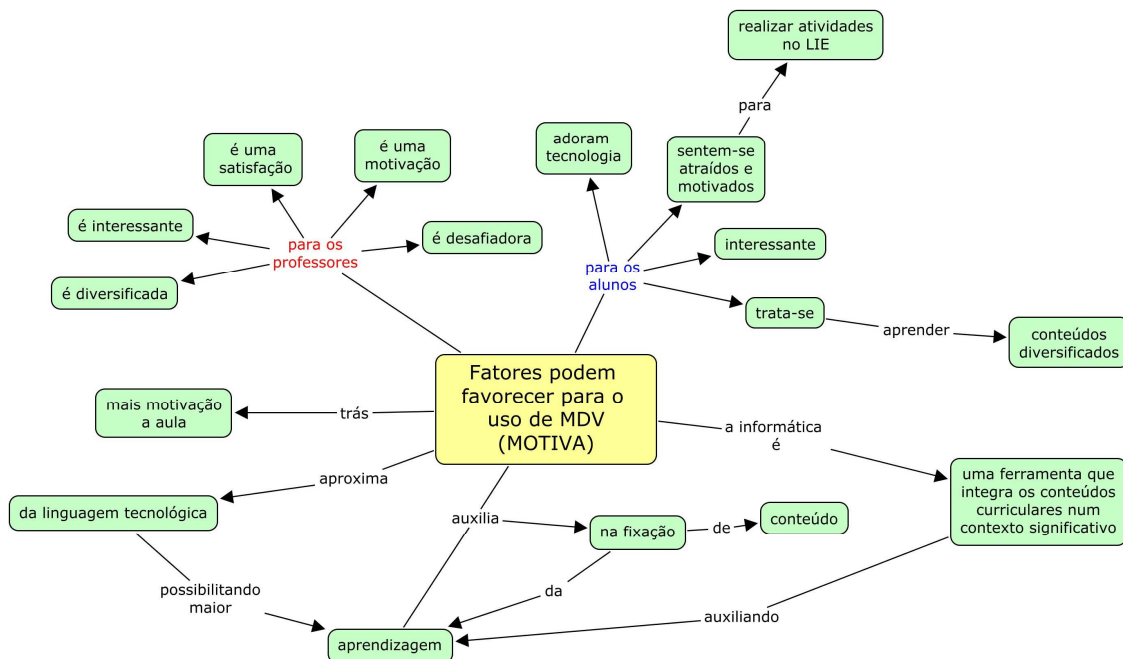 realizar atividades
no LIE
para
é uma
satisfação
é uma
motivação
adoram
tecnologia
sentem-se
atraídos e
motivados
é interessante
para os
professores
é desafiadora
é diversificada
para os
alunos
interessante
trata-se
aprender
conteúdos
diversificados
Fatores podem
favorecer para o
uso de MDV
(MOTIVA)
mais motivação
a aula
trás
a informática
é
aproxima
da linguagem tecnológica
uma ferramenta que
integra os conteúdos
curriculares num
contexto significativo
auxilia
na fixação
de
conteúdo
possibilitando
maior
da
auxiliando
aprendizagem